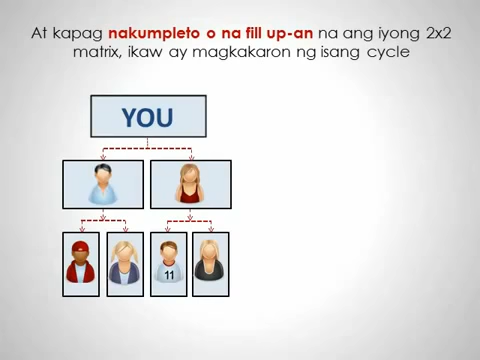 At kapag nakumpleto o na fill up-an na ang iyong 2x2
matrix, ikaw ay magkakaron ng isang cycle
YOU
11